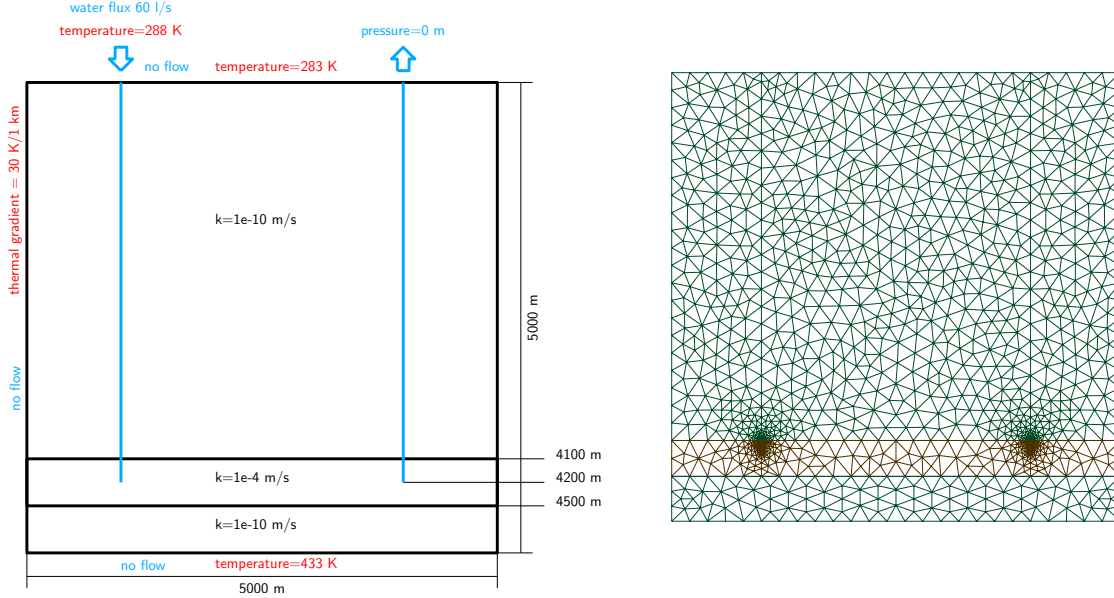 water flux 60 l/s
temperature=288 K
pressure=0 m
no flow
temperature=283 K
thermal gradient = 30 K/1 km
k=1e-10 m/s
5000 m
no flow
4100 m
k=1e-4 m/s
4200 m
4500 m
k=1e-10 m/s
no flow
temperature=433 K
5000 m